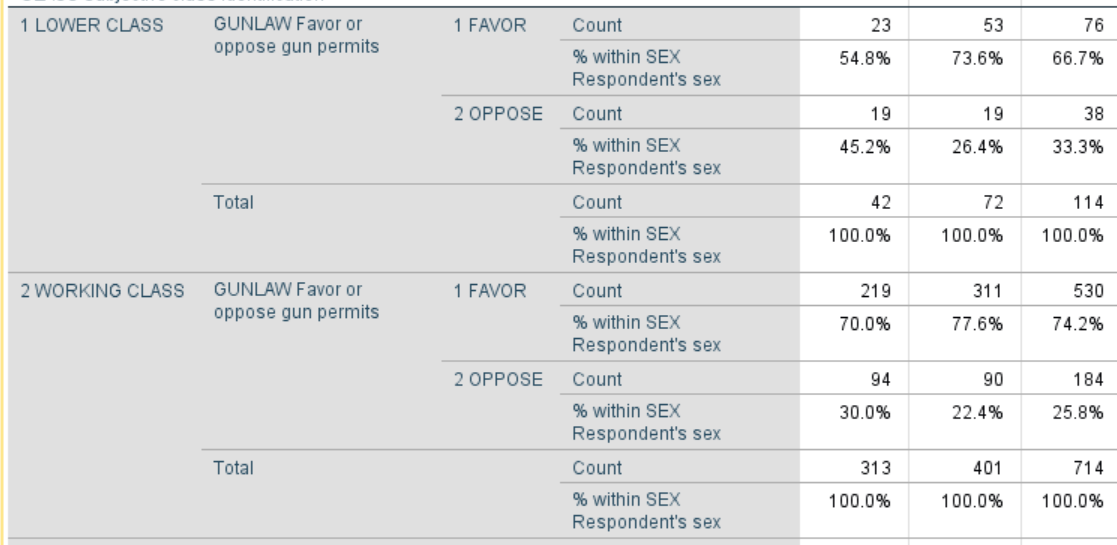 1 LOWER CLASS GUNLAW Favor or oppose gun permits 1 FAVOR Count 23 53 76
% within SEX Respondent's sex 54.8% 73.6% 66.7%
2 OPPOSE Count 19 19 38
% within SEX Respondent's sex 45.2% 26.4% 33.3%
Total Count 42 72 114
% within SEX Respondent's sex 100.0% 100.0% 100.0%
2 WORKING CLASS GUNLAW Favor or oppose gun permits 1 FAVOR Count 219 311 530
% within SEX Respondent's sex 70.0% 77.6% 74.2%
2 OPPOSE Count 94 90 184
% within SEX Respondent's sex 30.0% 22.4% 25.8%
Total Count 313 401 714
% within SEX Respondent's sex 100.0% 100.0% 100.0%